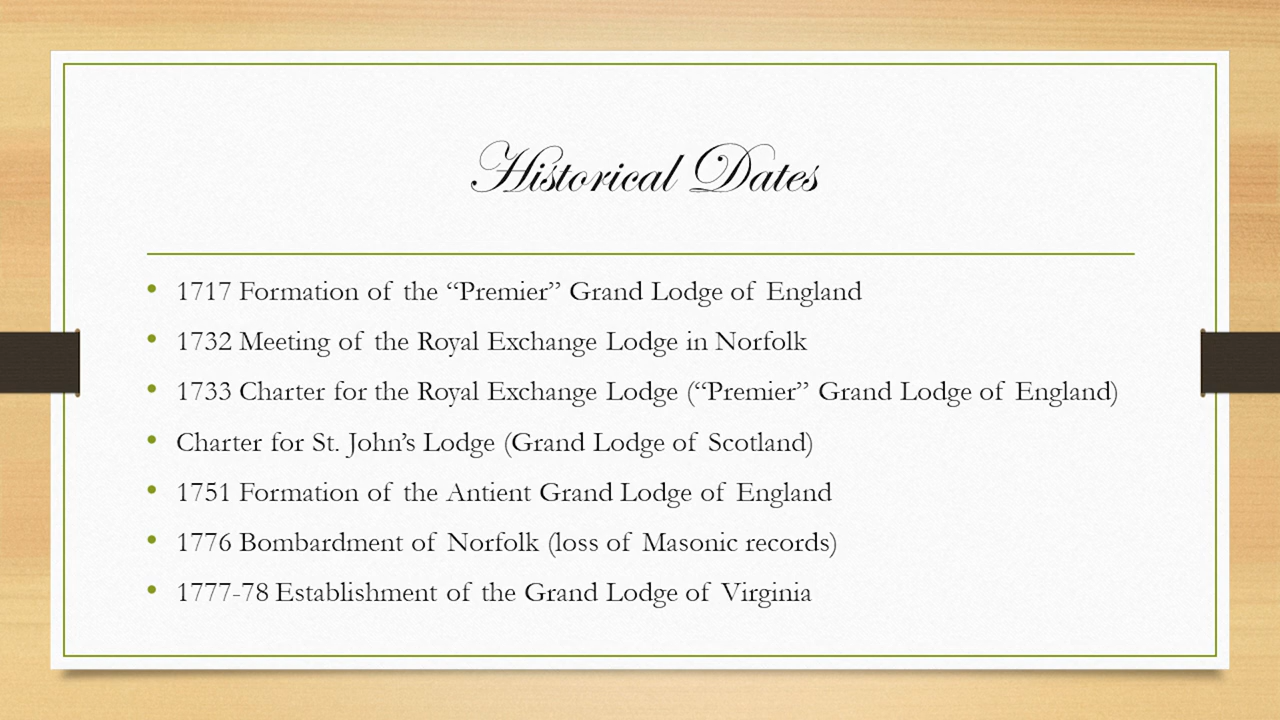 Historical Dates
• 1717 Formation of the “Premier” Grand Lodge of England
• 1732 Meeting of the Royal Exchange Lodge in Norfolk
• 1733 Charter for the Royal Exchange Lodge (“Premier” Grand Lodge of England)
• Charter for St. John’s Lodge (Grand Lodge of Scotland)
• 1751 Formation of the Antient Grand Lodge of England
• 1776 Bombardment of Norfolk (loss of Masonic records)
• 1777-78 Establishment of the Grand Lodge of Virginia